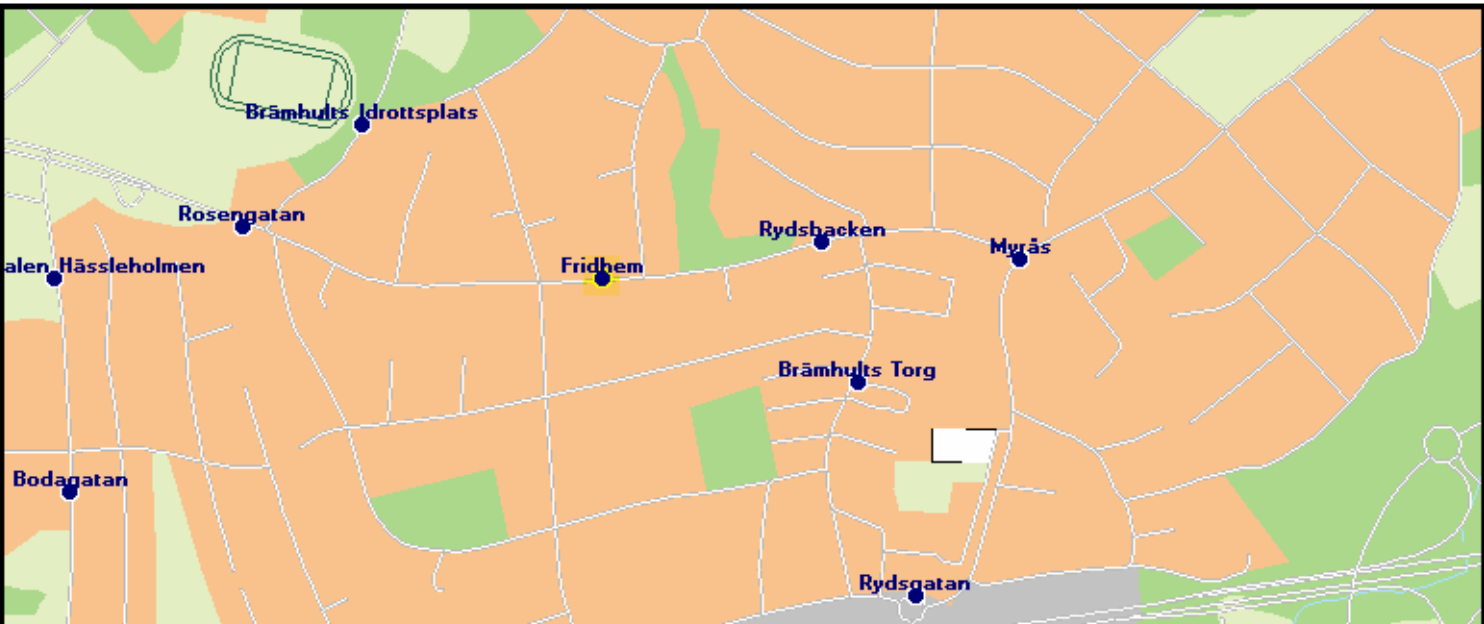 Brämhults Idrottsplats
Rosengatan
Rydsbacken
Myrås
alen Hässleholmen
Fridhem
Brämhults Torg
Bodagatan
Rydsgatan